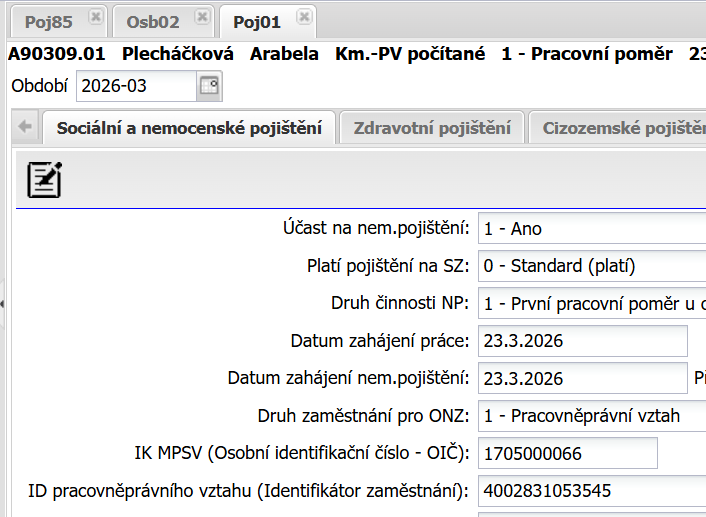 Poj85 Osb02 Poj01
A90309.01 Plecháčková Arabela Km.-PV počítané 1 - Pracovní poměr 23
Období 2026-03
Sociální a nemocenské pojištění Zdravotní pojištění Cizozemské pojištěn
Účast na nem.pojištění: 1 - Ano
Platí pojištění na SZ: 0 - Standard (platí)
Druh činnosti NP: 1 - První pracovní poměr u
Datum zahájení práce: 23.3.2026
Datum zahájení nem.pojištění: 23.3.2026
Druh zaměstnání pro ONZ: 1 - Pracovněprávní vztah
IK MPSV (Osobní identifikační číslo - OIČ): 1705000066
ID pracovněprávního vztahu (Identifikátor zaměstnání): 4002831053545